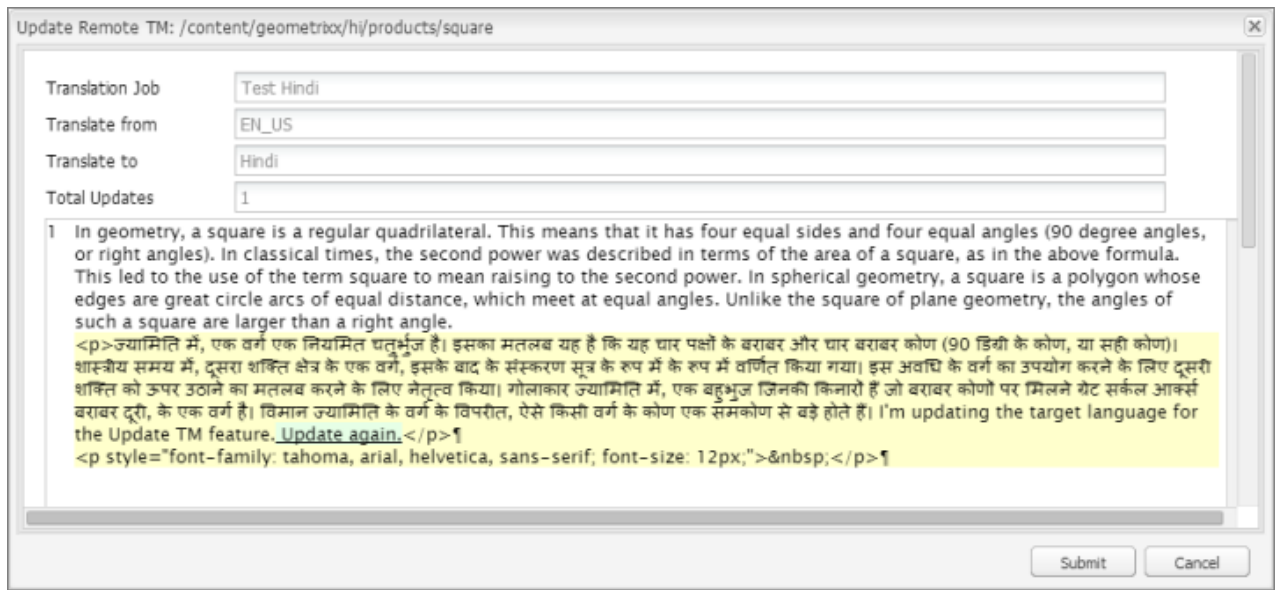 Update Remote TM: /content/geometrixx/hi/products/square
Translation Job Test Hindi
Translate from EN_US
Translate to Hindi
Total Updates 1
1 In geometry, a square is a regular quadrilateral. This means that it has four equal sides and four equal angles (90 degree angles,
or right angles). In classical times, the second power was described in terms of the area of a square, as in the above formula.
This led to the use of the term square to mean raising to the second power. In spherical geometry, a square is a polygon whose
edges are great circle arcs of equal distance, which meet at equal angles. Unlike the square of plane geometry, the angles of
such a square are larger than a right angle.
<p>ज्यामिति में, एक वर्ग एक नियमित चतुर्भुज है। इसका मतलब यह है कि यह चार पक्षों के बराबर और चार बराबर कोण (90 डिग्री के कोण, या सही कोण)।
शास्त्रीय समय में, दूसरा शक्ति क्षेत्र के एक वर्ग, इसके बाद के संस्करण सूत्र के रूप में के रूप में वर्णित किया गया। इस अवधि के वर्ग का उपयोग करने के लिए दूसरी
शक्ति को ऊपर उठाने का मतलब करने के लिए नेतृत्व किया। गोलाकार ज्यामिति में, एक बहुभुज जिनकी किनारों हैं जो बराबर कोणों पर मिलने ग्रेट सर्कल आर्क्स
बराबर दूरी, के एक वर्ग है। विमान ज्यामिति के वर्ग के विपरीत, ऐसे किसी वर्ग के कोण एक समकोण से बड़े होते हैं। I'm updating the target language for
the Update TM feature. Update again.</p>¶
<p style="font-family: tahoma, arial, helvetica, sans-serif; font-size: 12px;">&nbsp;</p>¶
Submit Cancel